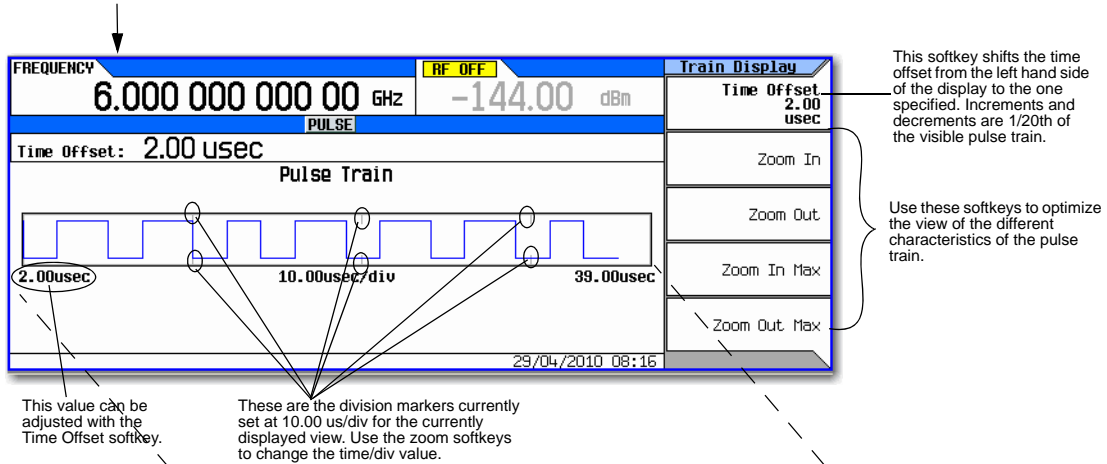 FREQUENCY
6.000 000 000 00 GHz
RF OFF
-144.00 dBm
PULSE
Time Offset: 2.00 usec
Pulse Train
2.00usec
10.00usec/div
39.00usec
29/04/2010 08:16
Train Display
Time Offset
2.00
usec
Zoom In
Zoom Out
Zoom In Max
Zoom Out Max
This softkey shifts the time
offset from the left hand side
of the display to the one
specified. Increments and
decrements are 1/20th of
the visible pulse train.
Use these softkeys to optimize
the view of the different
characteristics of the pulse
train.
This value can be
adjusted with the
Time Offset softkey.
These are the division markers currently
set at 10.00 us/div for the currently
displayed view. Use the zoom softkeys
to change the time/div value.